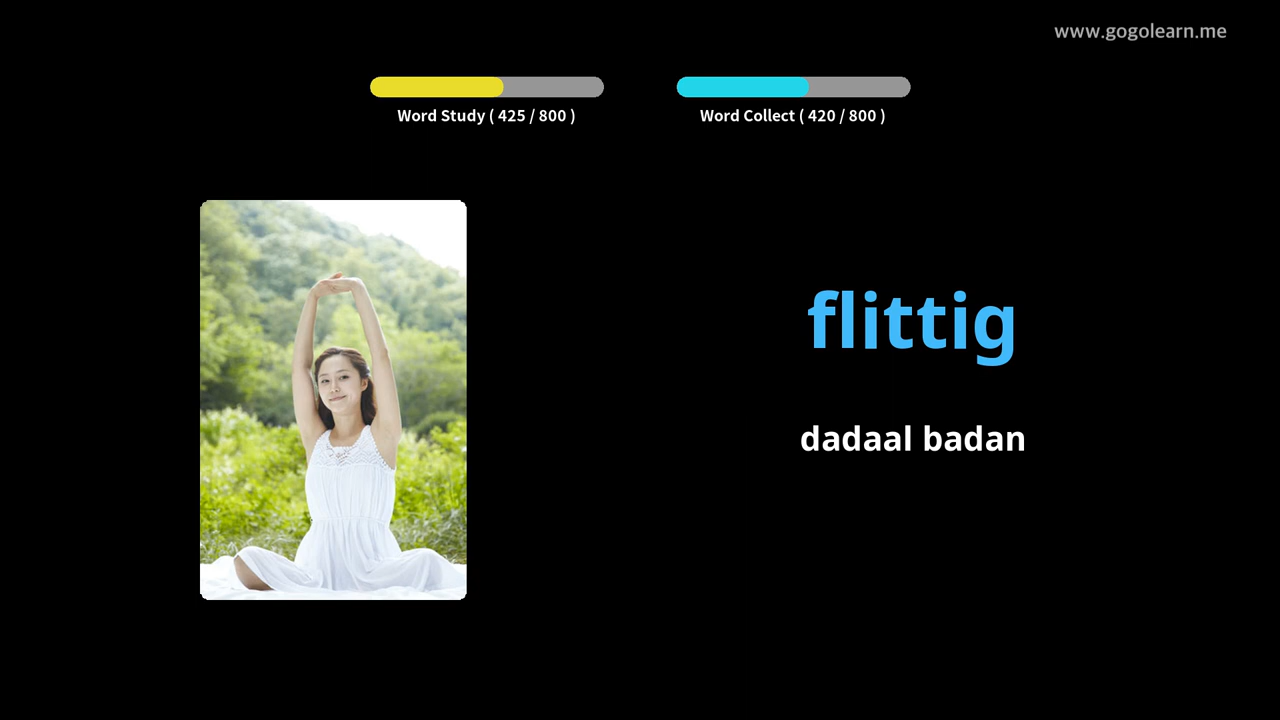 www.gogolearn.me
Word Study ( 425 / 800 )
Word Collect ( 420 / 800 )
flittig
dadaal badan